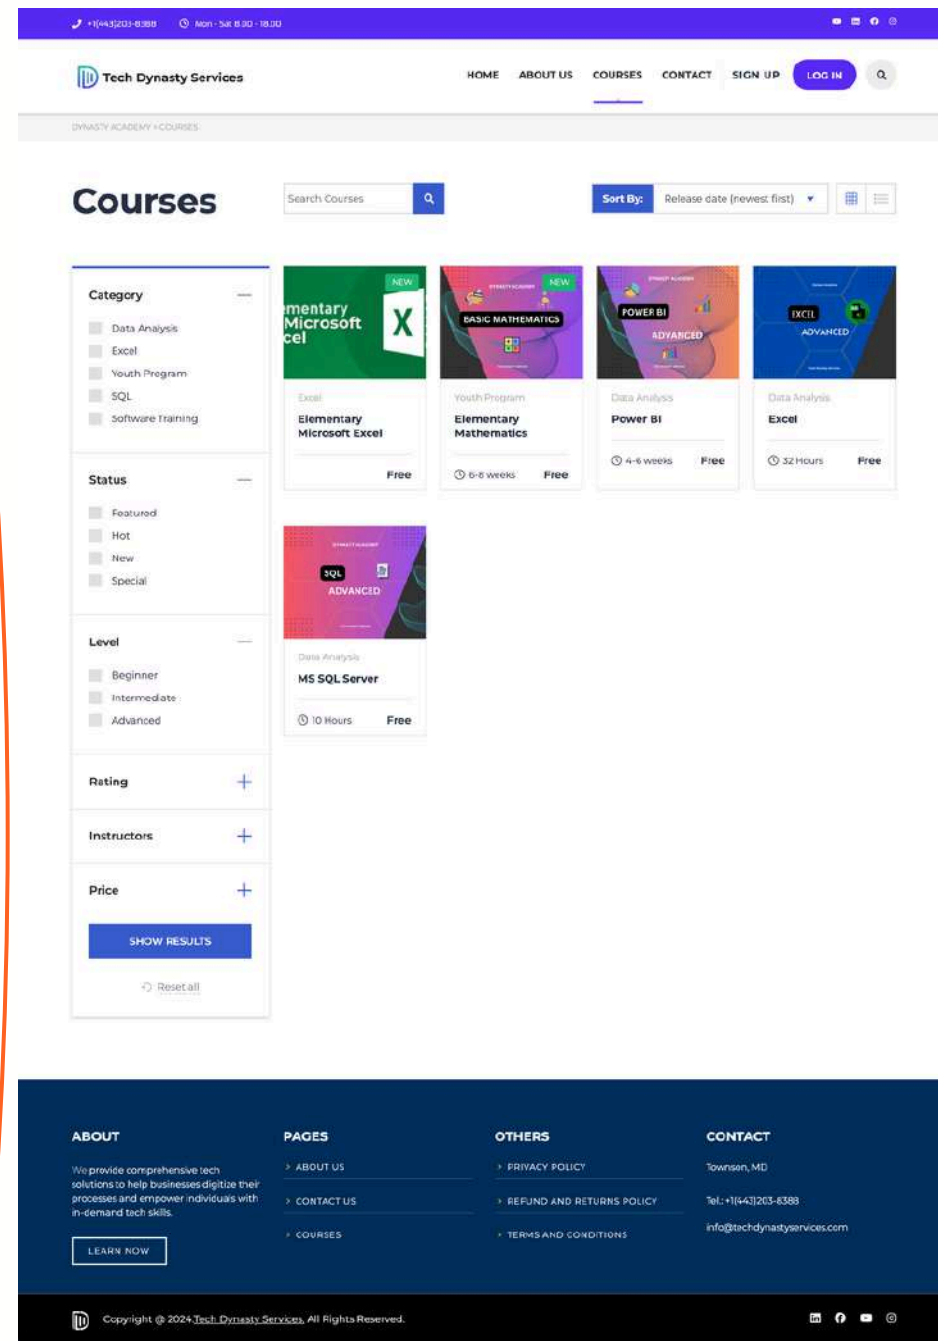 +1(443)203-8388
Mon - Sat 8.00 - 18.00
Tech Dynasty Services
HOME ABOUT US COURSES CONTACT SIGN UP LOG IN
DYNASTY ACADEMY > COURSES
Courses
Search Courses
Sort By: Release date (newest first)
Category
Data Analysis
Excel
Youth Program
SQL
Software Training
Status
Featured
Hot
New
Special
Level
Beginner
Intermediate
Advanced
Rating
Instructors
Price
SHOW RESULTS
Reset all
NEW
mentary
Microsoft
cel
X
Excel
Elementary
Microsoft Excel
Free
DYNASTY ACADEMY
NEW
BASIC MATHEMATICS
Youth Program
Elementary
Mathematics
6-8 weeks Free
DYNASTY ACADEMY
POWER BI
ADVANCED
Data Analysis
Power BI
4-6 weeks Free
EXCEL
ADVANCED
Data Analysis
Excel
32 Hours Free
DYNASTY ACADEMY
SQL
ADVANCED
Data Analysis
MS SQL Server
10 Hours Free
ABOUT
We provide comprehensive tech
solutions to help businesses digitize their
processes and empower individuals with
in-demand tech skills.
LEARN NOW
PAGES
> ABOUT US
> CONTACT US
> COURSES
OTHERS
> PRIVACY POLICY
> REFUND AND RETURNS POLICY
> TERMS AND CONDITIONS
CONTACT
Townson, MD
Tel.: +1(443)203-8388
info@techdynastyservices.com
Copyright @ 2024 Tech Dynasty Services, All Rights Reserved.